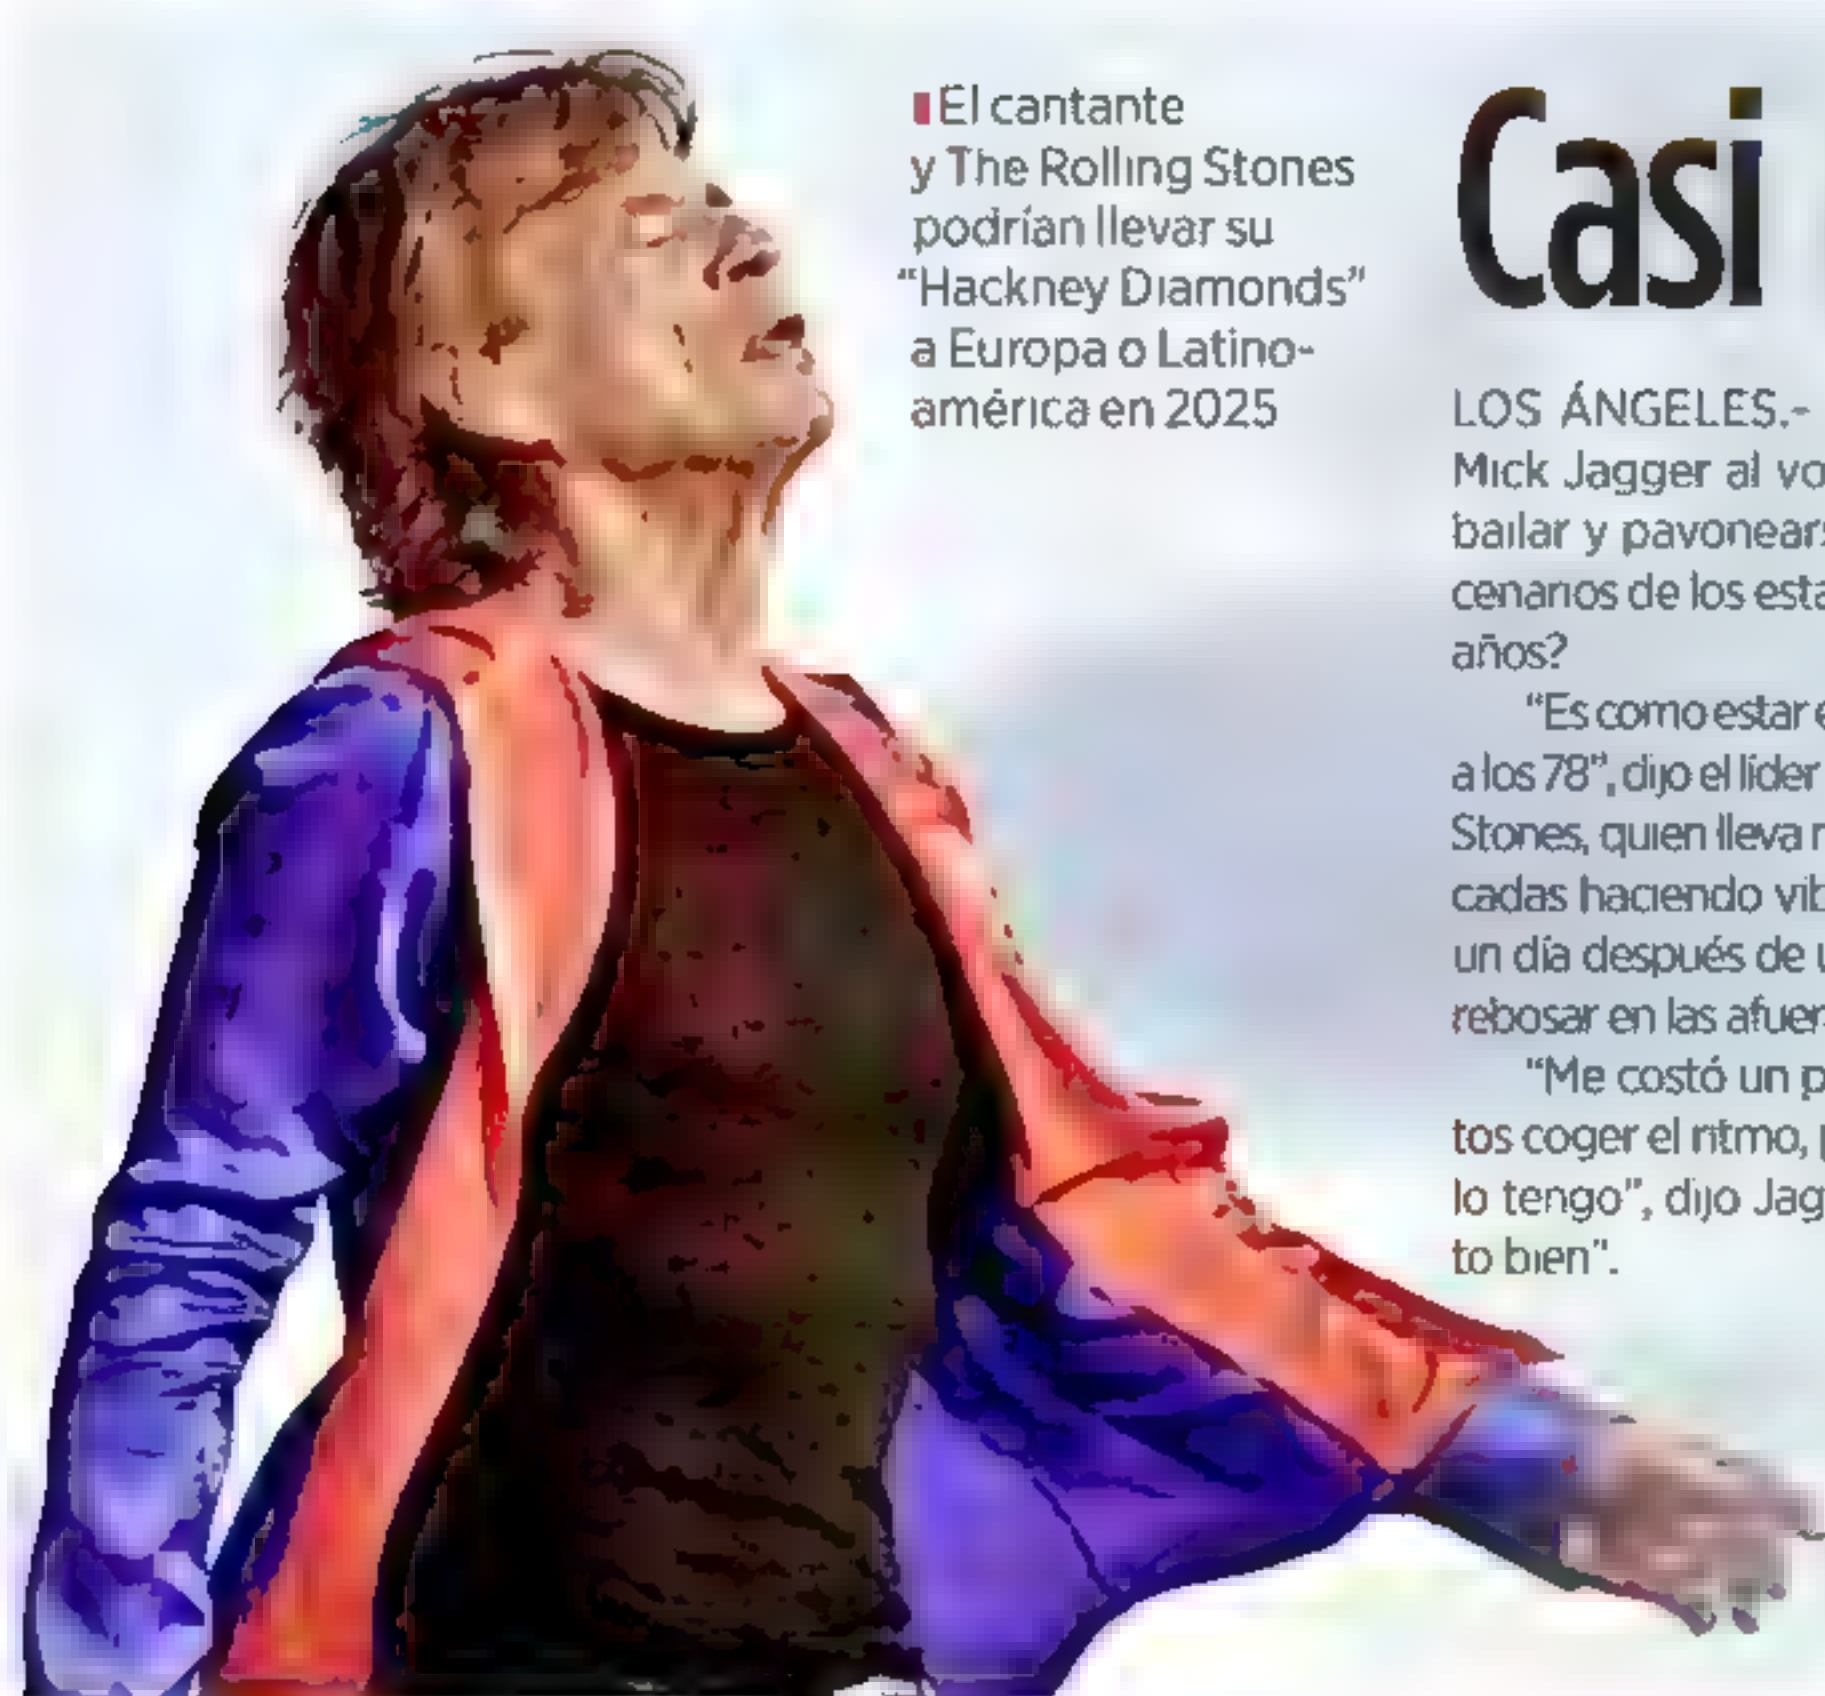 El cantante
y The Rolling Stones
podrían llevar su
“Hackney Diamonds”
a Europa o Latino-
américa en 2025
Casi
LOS ÁNGELES.-
Mick Jagger al
bailar y
cenarios de los
años?
“Es como estar
a los 78”, dijo el líder
Stones, quien lleva
cadas haciendo
un día después de
rebosar en las
“Me costó un
tos coger el ritmo,
lo tengo”, dijo
to bien”.